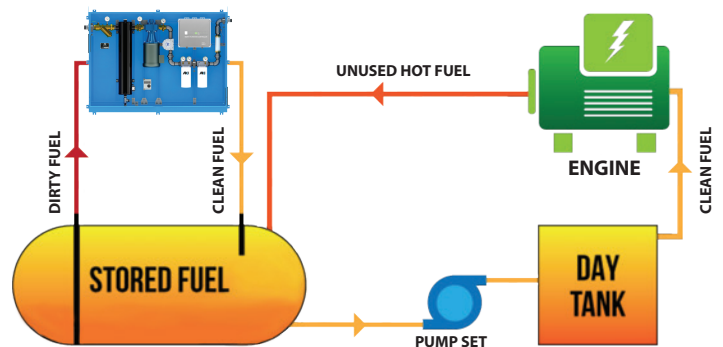 UNUSED HOT FUEL
ENGINE
DIRTY FUEL
CLEAN FUEL
CLEAN FUEL
STORED FUEL
DAY
TANK
PUMP SET